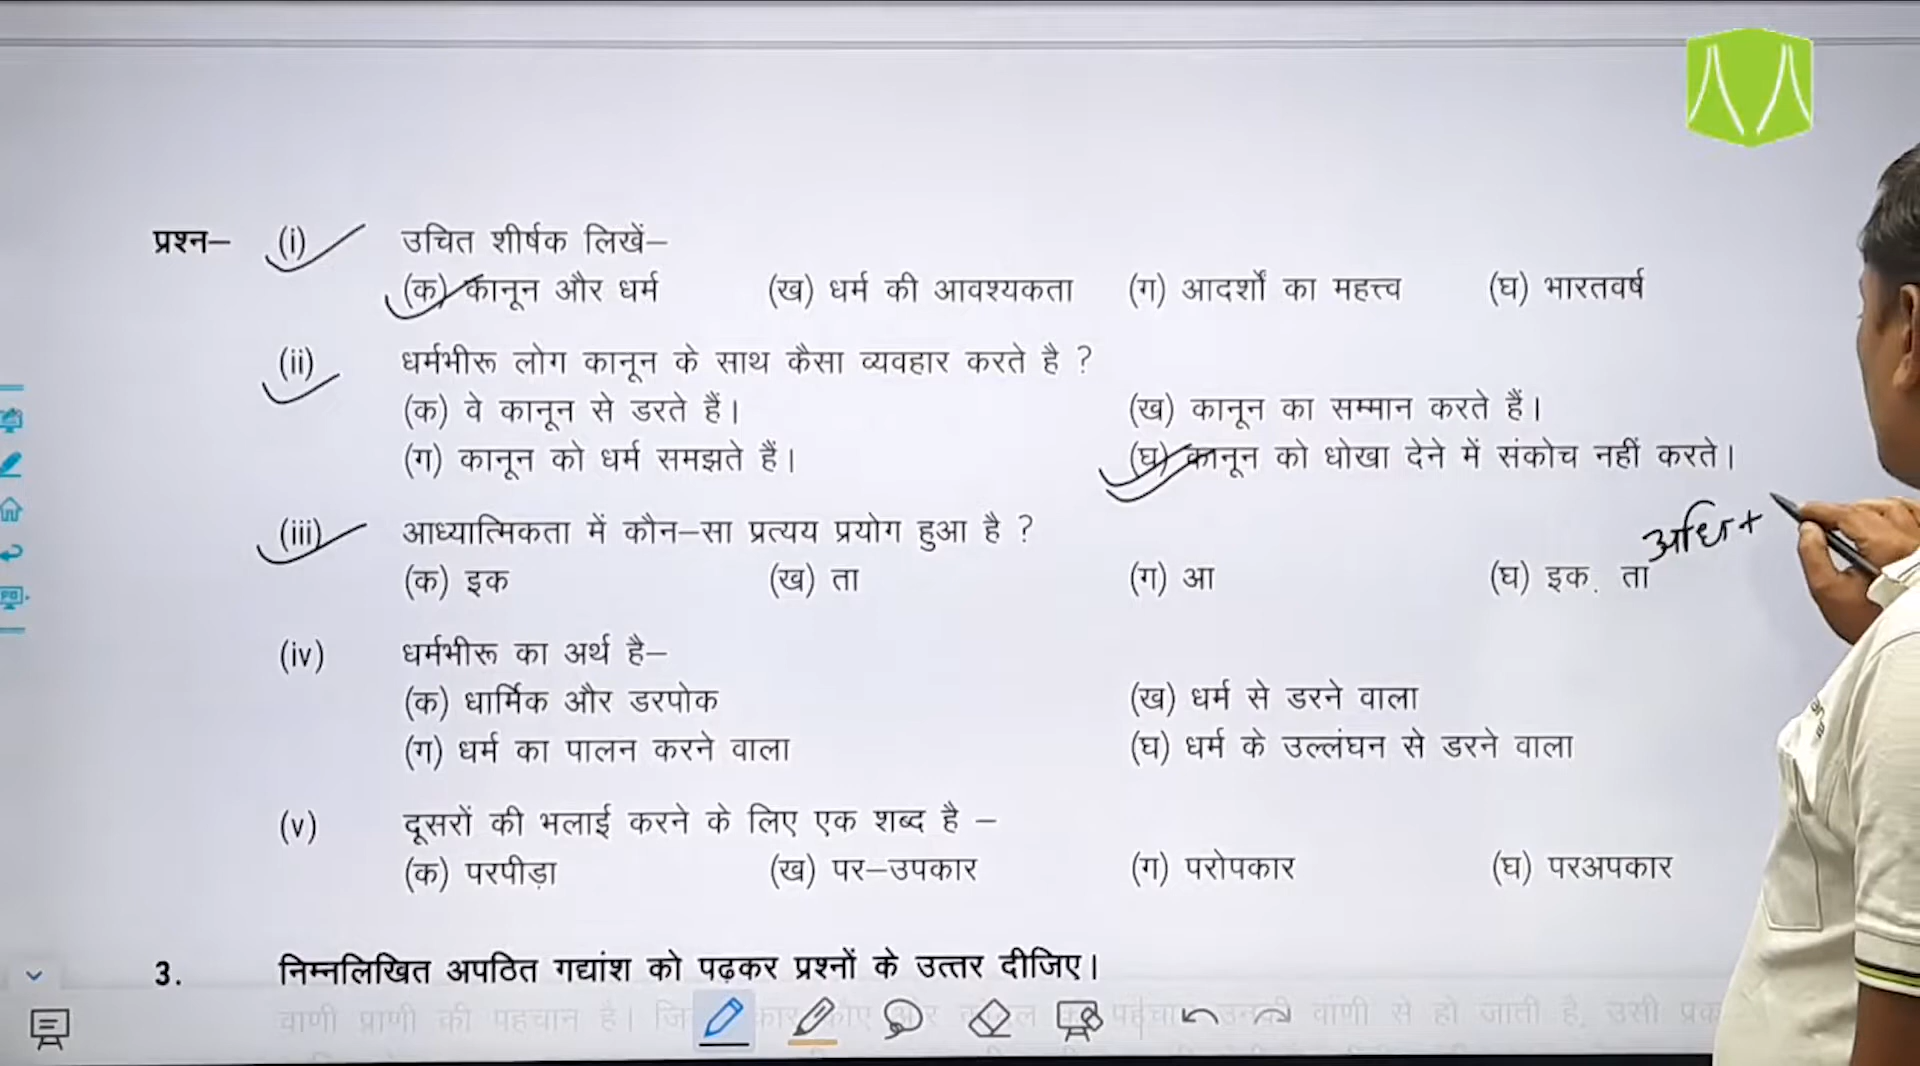 प्रश्न– (i) उचित शीर्षक लिखें–
(क) कानून और धर्म (ख) धर्म की आवश्यकता (ग) आदर्शों का महत्त्व (घ) भारतवर्ष
(ii) धर्मभीरू लोग कानून के साथ कैसा व्यवहार करते है ?
(क) वे कानून से डरते हैं। (ख) कानून का सम्मान करते हैं।
(ग) कानून को धर्म समझते हैं। (घ) कानून को धोखा देने में संकोच नहीं करते।
अधि +
(iii) आध्यात्मिकता में कौन–सा प्रत्यय प्रयोग हुआ है ?
(क) इक (ख) ता (ग) आ (घ) इक. ता
(iv) धर्मभीरू का अर्थ है–
(क) धार्मिक और डरपोक (ख) धर्म से डरने वाला
(ग) धर्म का पालन करने वाला (घ) धर्म के उल्लंघन से डरने वाला
(v) दूसरों की भलाई करने के लिए एक शब्द है –
(क) परपीड़ा (ख) पर–उपकार (ग) परोपकार (घ) परअपकार
3. निम्नलिखित अपठित गद्यांश को पढ़कर प्रश्नों के उत्तर दीजिए।
वाणी प्राणी की पहचान है। वाणी से हो जाती है, उसी